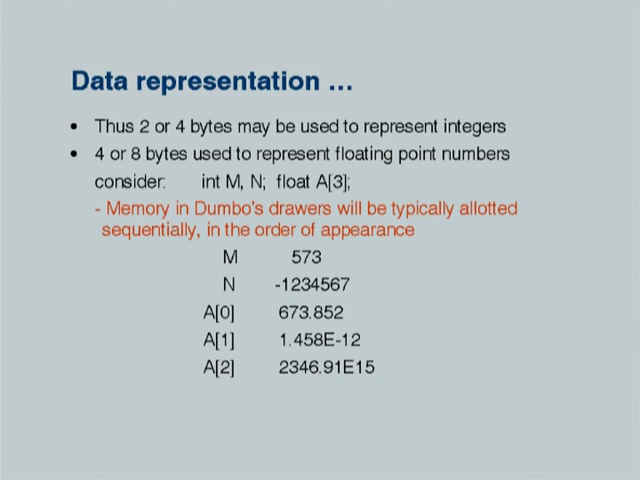 Data representation ...
• Thus 2 or 4 bytes may be used to represent integers
• 4 or 8 bytes used to represent floating point numbers
consider: int M, N; float A[3];
- Memory in Dumbo's drawers will be typically allotted
sequentially, in the order of appearance
M 573
N -1234567
A[0] 673.852
A[1] 1.458E-12
A[2] 2346.91E15